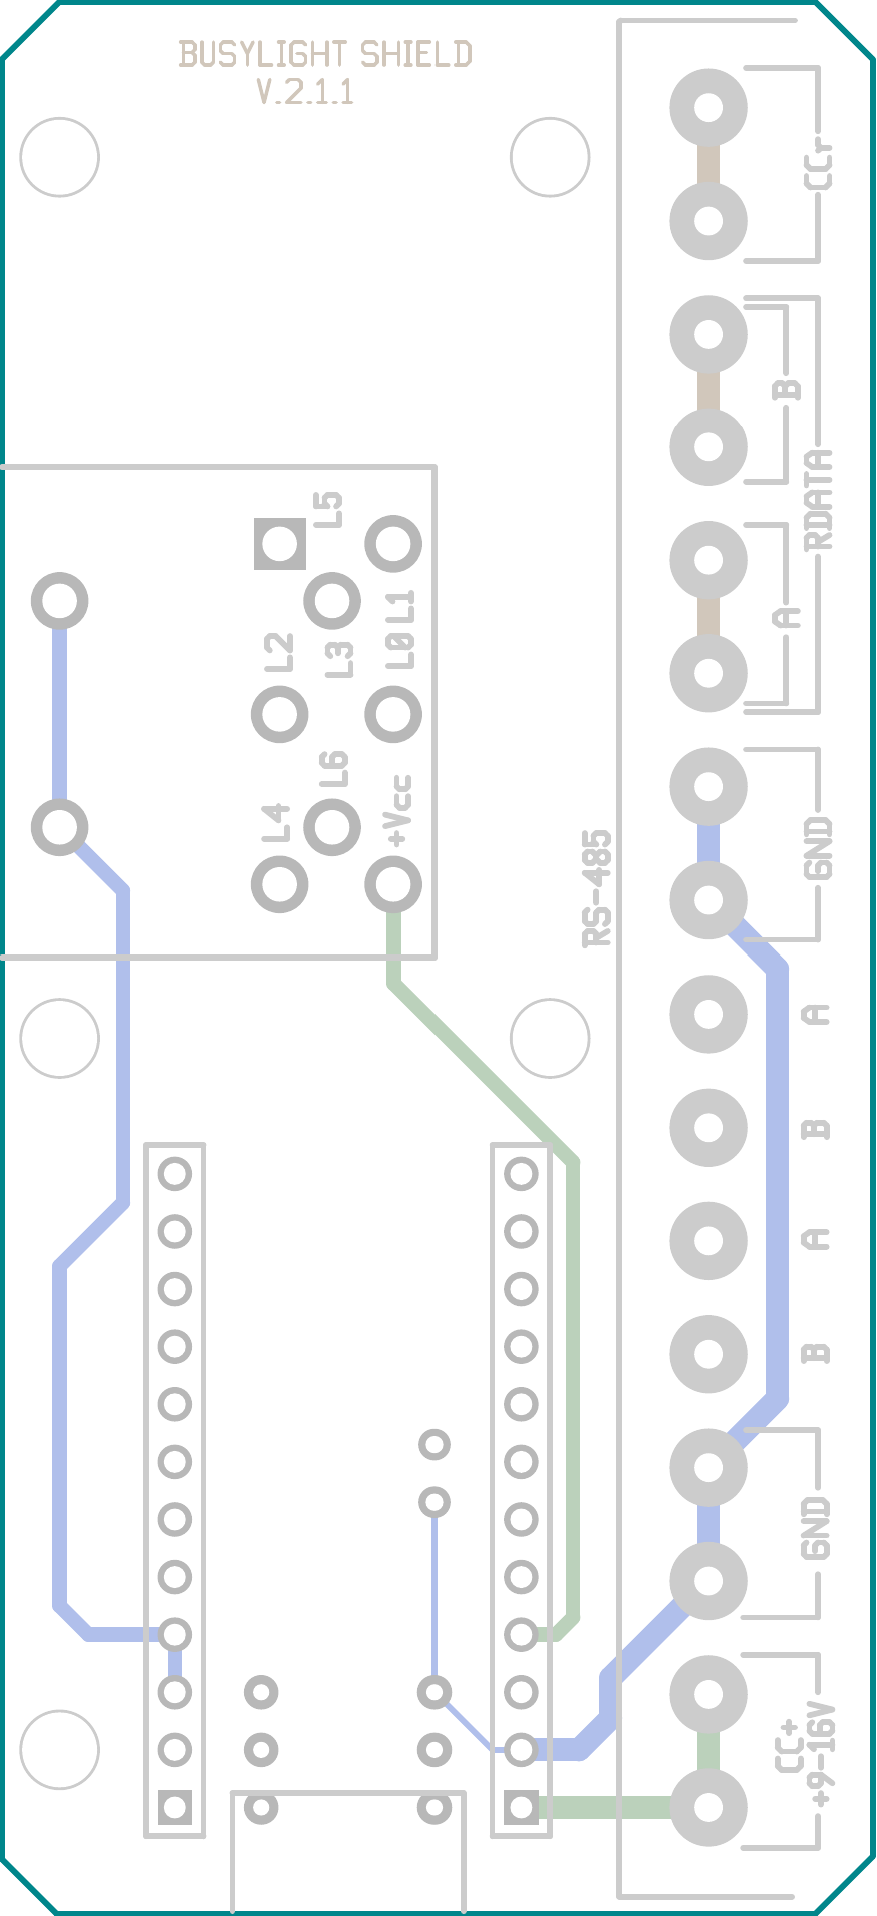 BUSYLIGHT SHIELD
V.2.1.1
CCr
B
RDATA
A
L5
L1
L0
L2
L3
L6
L4
+Vcc
GND
RS-485
A
B
A
B
GND
CC+
+9-16V